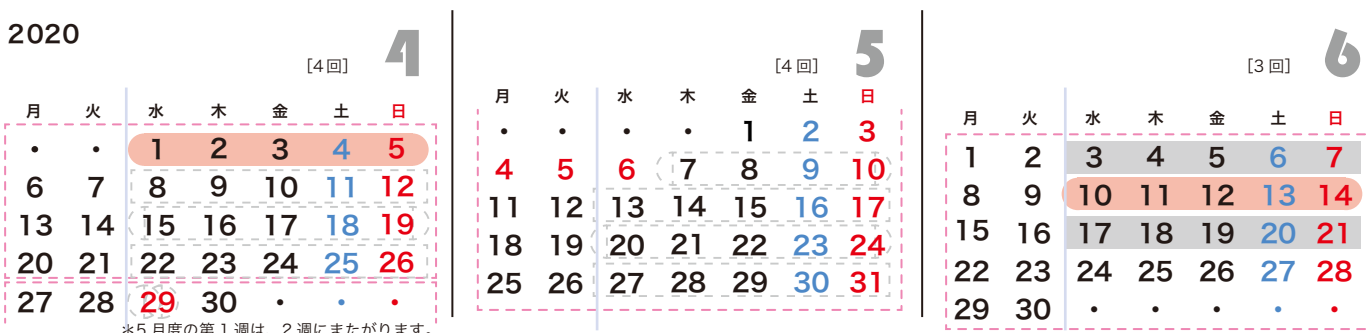 2020
[4回] 4
月 火 水 木 金 土 日
・ ・ 1 2 3 4 5
6 7 8 9 10 11 12
13 14 15 16 17 18 19
20 21 22 23 24 25 26
27 28 29 30 ・ ・ ・
*5月度の第1週は、2週にまたがります。
[4回] 5
月 火 水 木 金 土 日
・ ・ ・ ・ 1 2 3
4 5 6 7 8 9 10
11 12 13 14 15 16 17
18 19 20 21 22 23 24
25 26 27 28 29 30 31
[3回] 6
月 火 水 木 金 土 日
1 2 3 4 5 6 7
8 9 10 11 12 13 14
15 16 17 18 19 20 21
22 23 24 25 26 27 28
29 30 ・ ・ ・ ・ ・